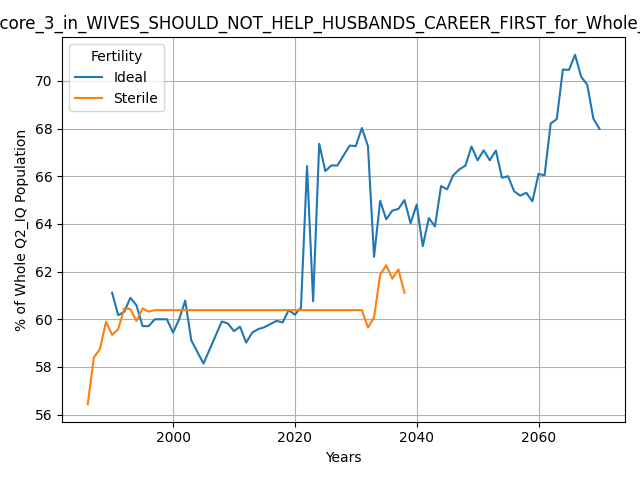 core_3_in_WIVES_SHOULD_NOT_HELP_HUSBANDS_CAREER_FIRST_for_Whole_
Fertility
Ideal
Sterile
70
68
66
64
62
60
58
56
% of Whole Q2_IQ Population
2000
2020
2040
2060
Years